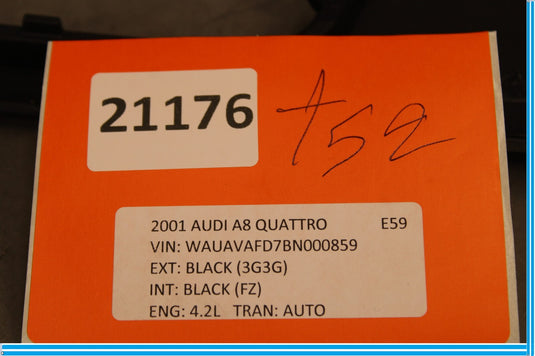 21176
+52
2001 AUDI A8 QUATTRO E59
VIN: WAUAVAFD7BN000859
EXT: BLACK (3G3G)
INT: BLACK (FZ)
ENG: 4.2L TRAN: AUTO